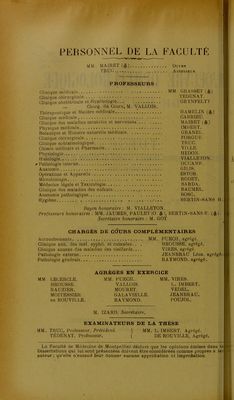 PERSONNEL DE LA FACULTÉ
MM. MAIRET (✻) Doyen
TRUC Assesseur
PROFESSEURS
Clinique médicale MM. GRASSET (✻)
Clinique chirurgicale TEDENAT
Clinique obstétricale et Gynécologie GRYNFELTT
Charg. du Cours, M. VALLOIS.
Thérapeutique et Matière médicale HAMELIN (✻)
Clinique médicale CARRIEU
Clinique des maladies mentales et nerveuses MAIRET (✻)
Physique médicale IMBERT
Botanique et Histoire naturelle médicale GRANEL
Clinique chirurgicale FORGUE
Clinique ophtalmologique TRUC
Chimie médicale et Pharmacie VILLE
Physiologie HEDON
Histologie VIALLETON
Pathologie interne DUCAMP
Anatomie GILIS
Opérations et Appareils ESTOR
Microbiologie RODET
Médecine légale et Toxicologie SARDA
Clinique des maladies des enfants BAUMEL
Anatomie pathologique BOSC
Hygiène BERTIN-SANS H.
Doyen honoraire : M. VIALLETON.
Professeurs honoraires : MM. JAUMES, PAULET (O ✻), BERTIN-SANS E. (✻)
Secrétaire honoraire : M. GOT
CHARGÉS DE COURS COMPLÉMENTAIRES
Accouchements MM. PUECH, agrégé.
Clinique ann. des mal. syphil. et cutanées BROUSSE, agrégé.
Clinique annexe des maladies des vieillards VIRES, agrégé.
Pathologie externe JEANBRAU agrégé.
Pathologie générale RAYMOND, agrégé.
AGRÉGÉS EN EXERCICE
MM. LECERCLE. MM. PUECH. MM. VIRES.
BROUSSE. VALLOIS. L. IMBERT.
RAUZIER. MOURET. VEDEL.
MOITESSIER. GALAVIELLE. JEANBRAU.
DE ROUVILLE. RAYMOND. POUJOL.
M. IZARD, Secrétaire.
EXAMINATEURS DE LA THÈSE
MM. TRUC, Professeur, Président. MM. L. IMBERT, Agrégé.
TÉDENAT, Professeur, DE ROUVILLE, Agrégé.
La Faculté de Médecine de Montpellier déclare que les opinions émises dans les
Dissertations qui lui sont présentées doivent être considérées comme propres à leur
auteur ; qu'elle n'entend leur donner aucune approbation ni improbation